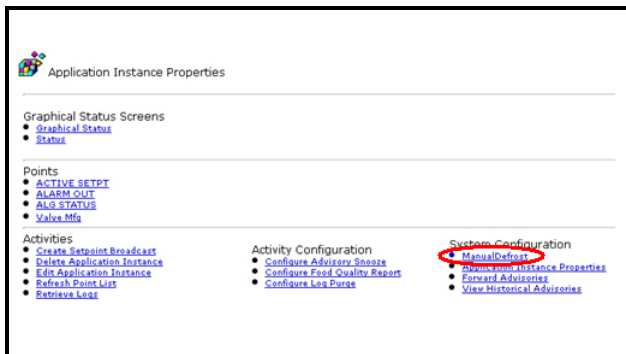 Application Instance Properties
Graphical Status Screens
Graphical Status
Status
Points
ACTIVE SETPT
ALARM OUT
ALG STATUS
Valve Mfg
Activities
Create Setpoint Broadcast
Delete Application Instance
Edit Application Instance
Refresh Point List
Retrieve Logs
Activity Configuration
Configure Advisory Snooze
Configure Food Quality Report
Configure Log Purge
System Configuration
ManualDefrost
Application Instance Properties
Forward Advisories
View Historical Advisories